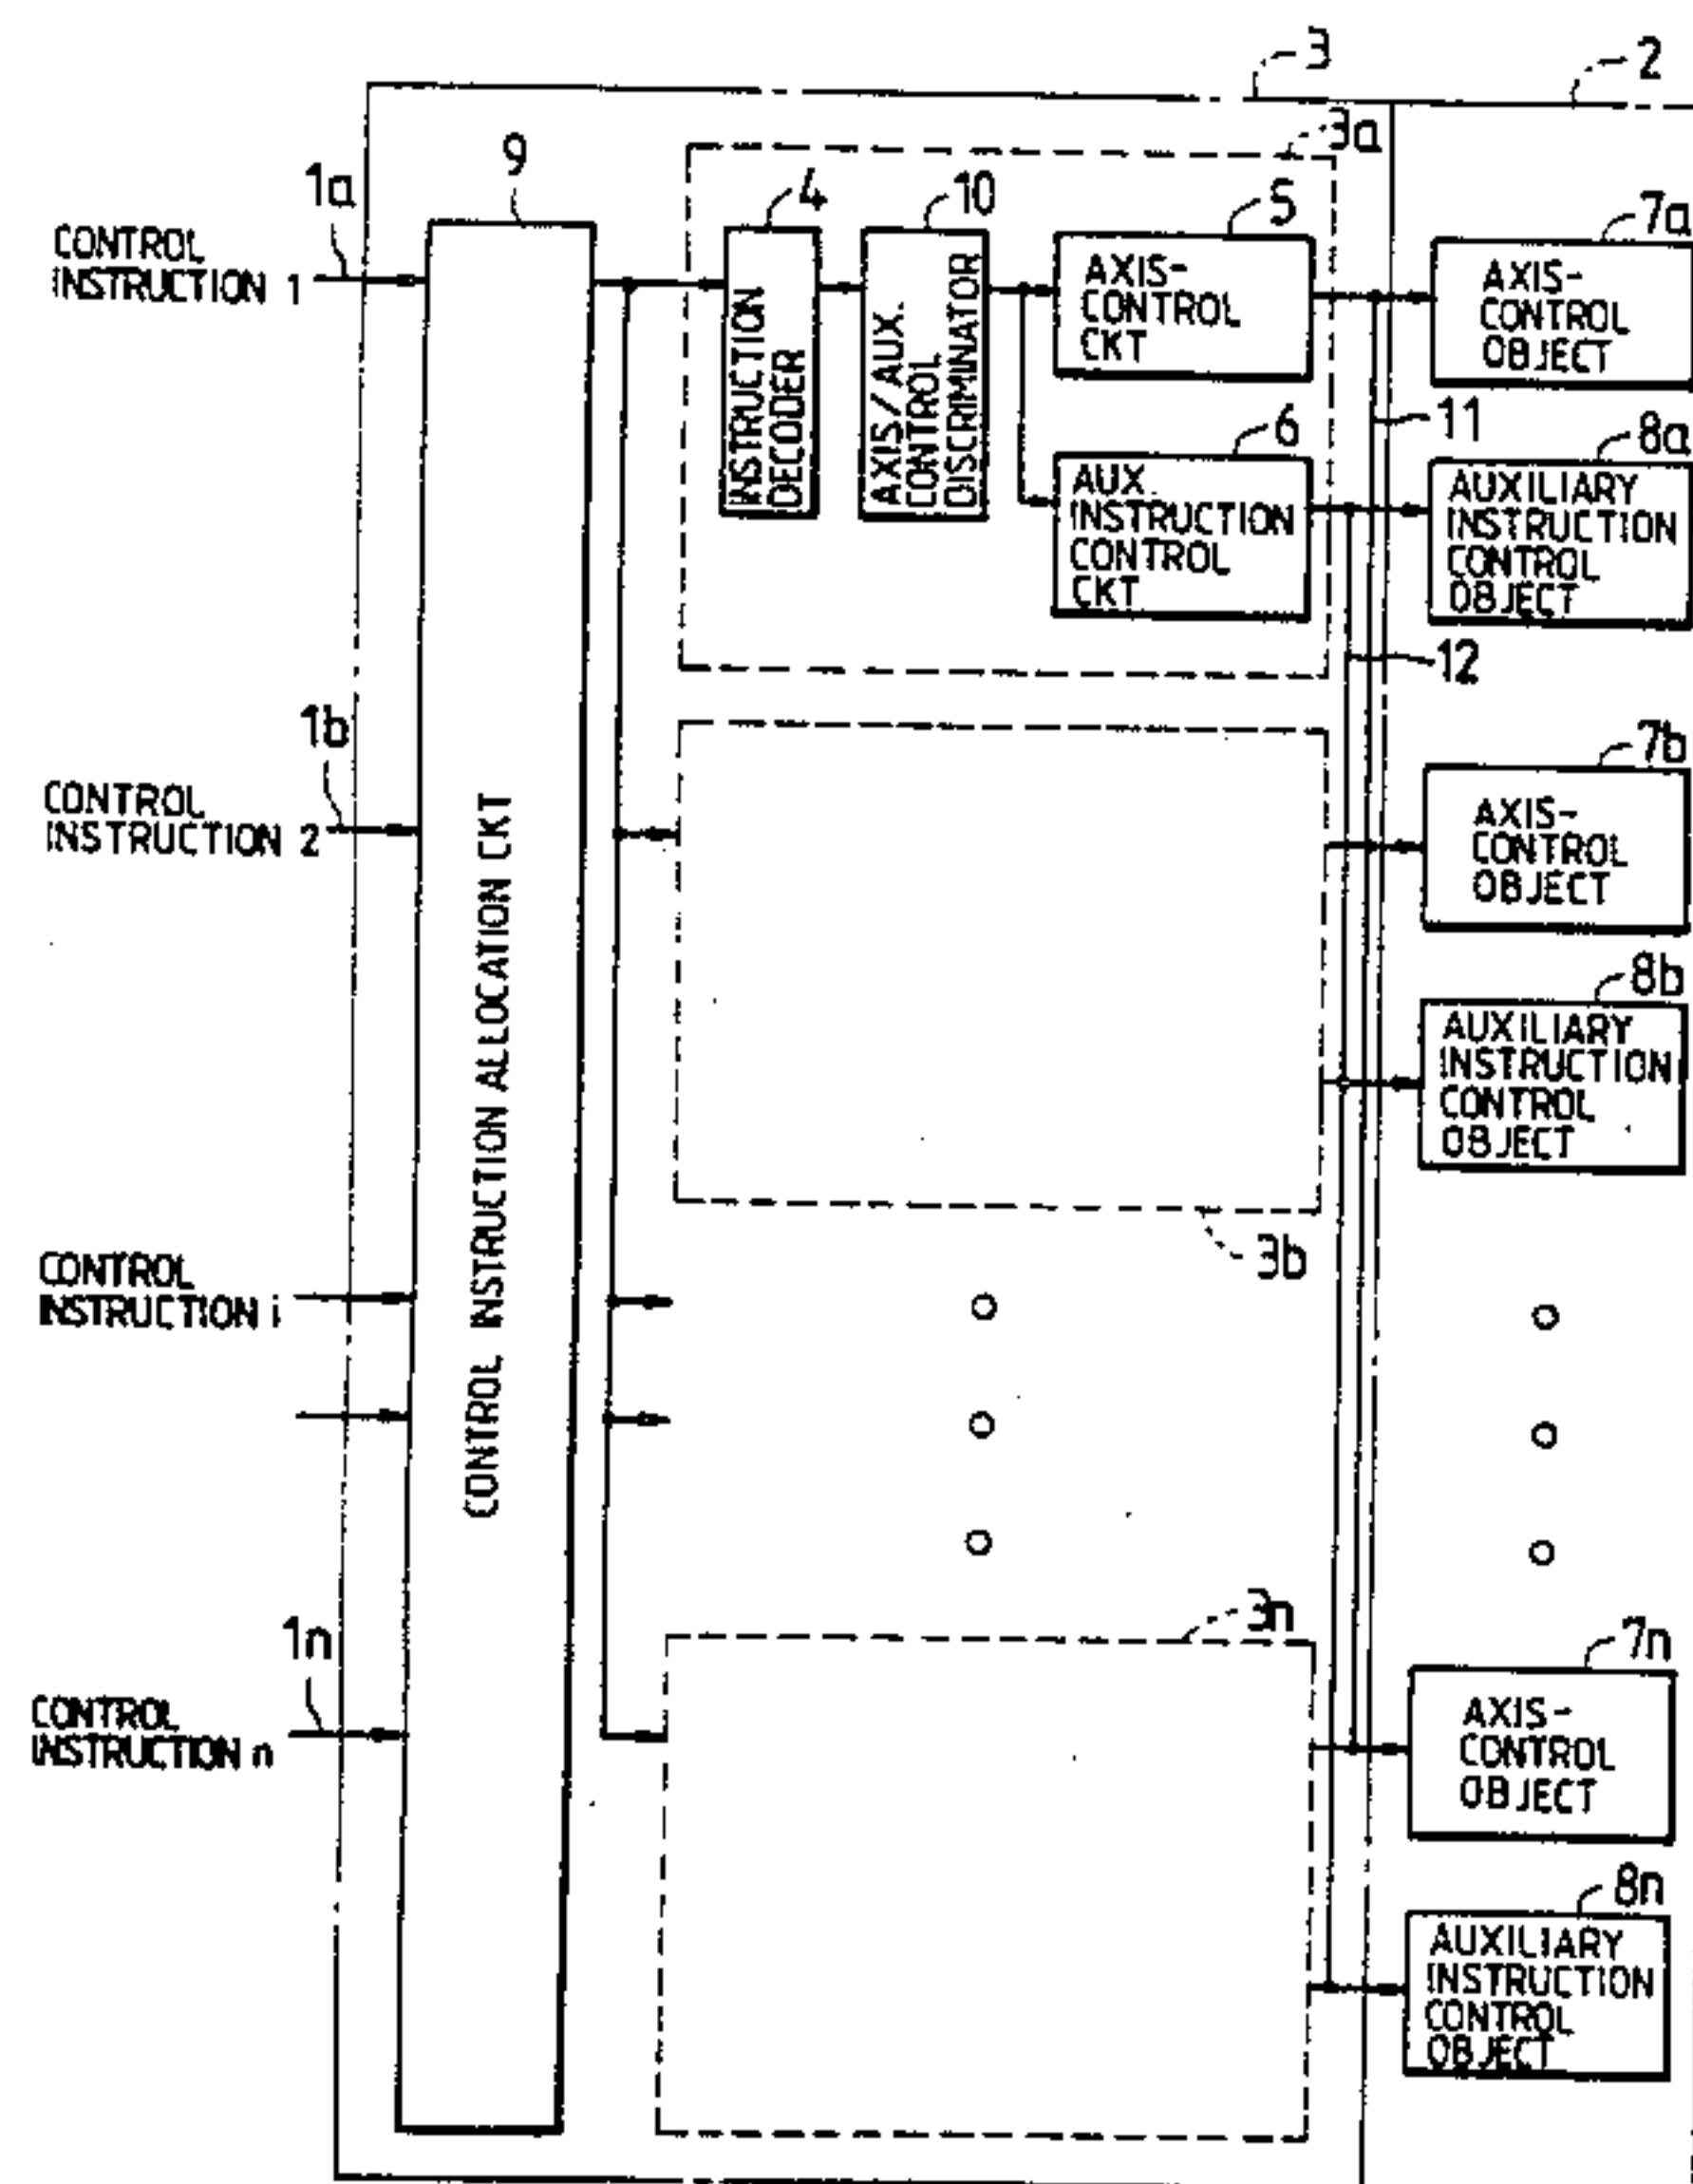 3
2
3a
9
1a
4
10
5
7a
CONTROL
INSTRUCTION 1
INSTRUCTION
DECODER
AXIS/AUX.
CONTROL
DISCRIMINATOR
AXIS-
CONTROL
CKT
AXIS-
CONTROL
OBJECT
11
6
8a
AUX.
INSTRUCTION
CONTROL
CKT
AUXILIARY
INSTRUCTION
CONTROL
OBJECT
12
1b
7b
CONTROL
INSTRUCTION 2
CONTROL INSTRUCTION ALLOCATION CKT
AXIS-
CONTROL
OBJECT
8b
AUXILIARY
INSTRUCTION
CONTROL
OBJECT
3b
CONTROL
INSTRUCTION i
1n
3n
7n
CONTROL
INSTRUCTION n
AXIS-
CONTROL
OBJECT
8n
AUXILIARY
INSTRUCTION
CONTROL
OBJECT